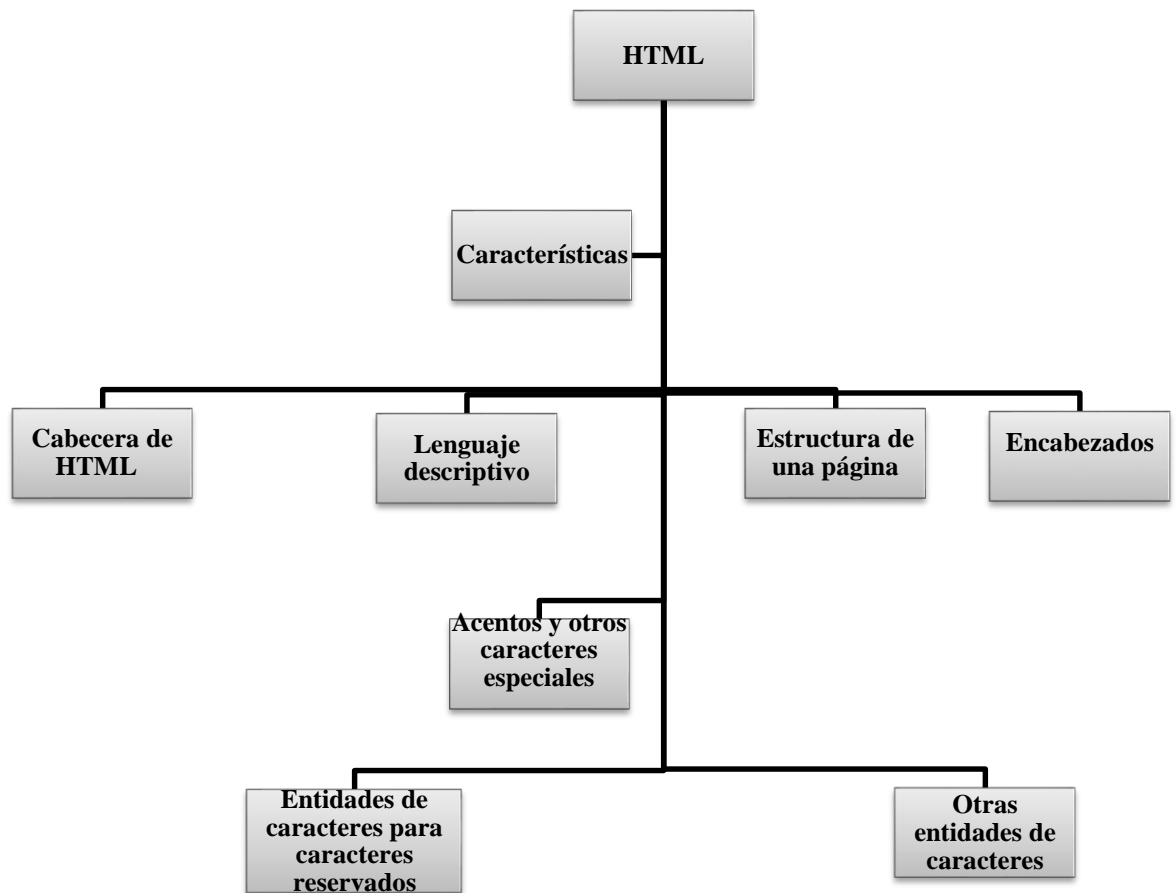 HTML
Características
Cabecera de
HTML
Lenguaje
descriptivo
Estructura de
una página
Encabezados
Acentos y otros
caracteres
especiales
Entidades de
caracteres para
caracteres
reservados
Otras
entidades de
caracteres